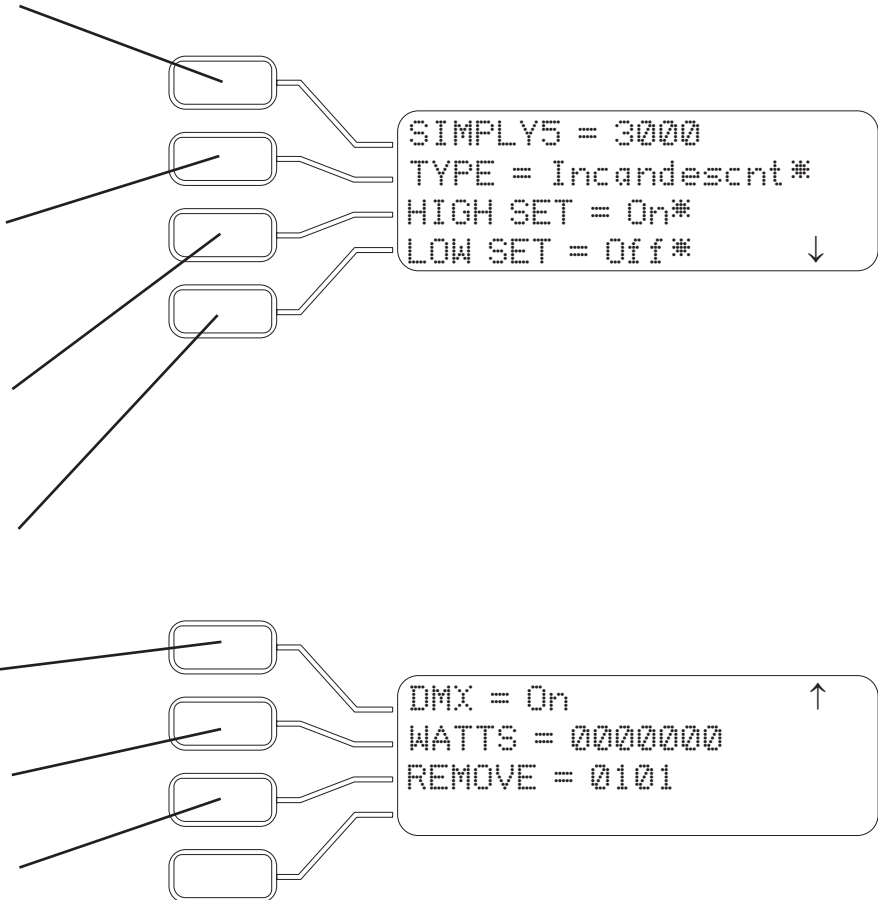 SIMPLY5 = 3000
TYPE = Incandescnt*
HIGH SET = On*
LOW SET = Off* ↓
DMX = On ↑
WATTS = 0000000
REMOVE = 0101